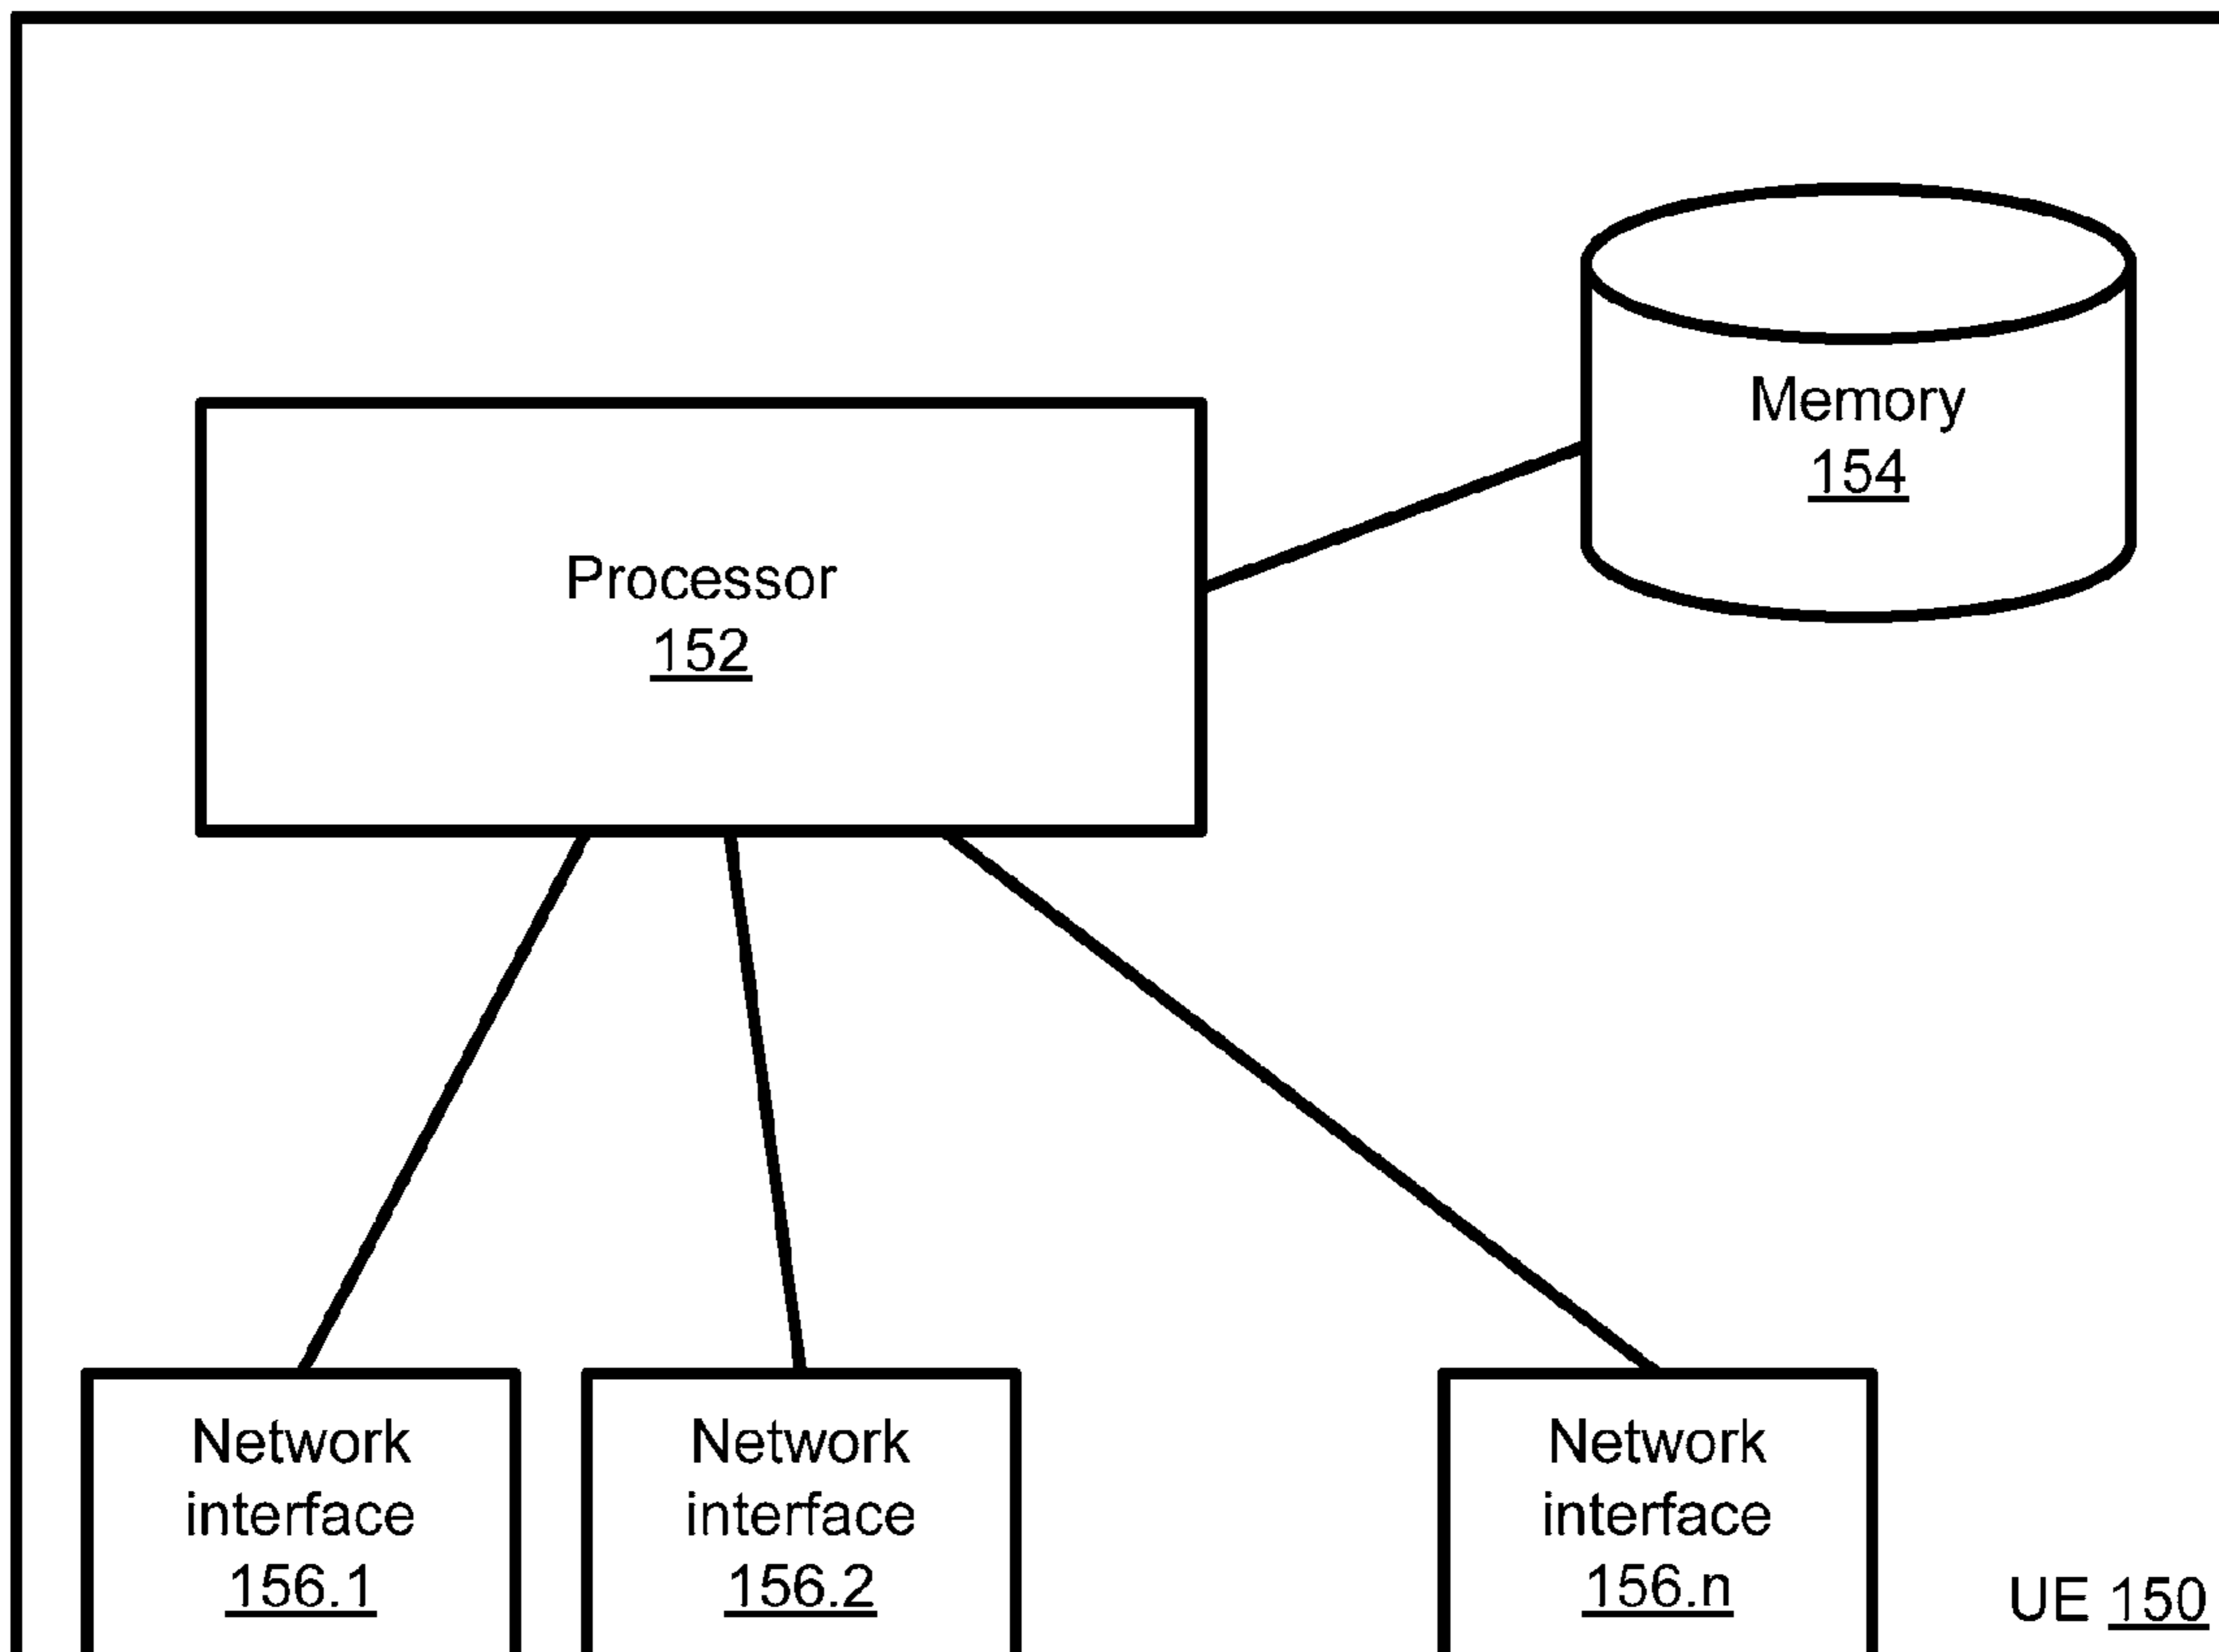 Memory
154
Processor
152
Network
interface
156.1
Network
interface
156.2
Network
interface
156.n
UE 150